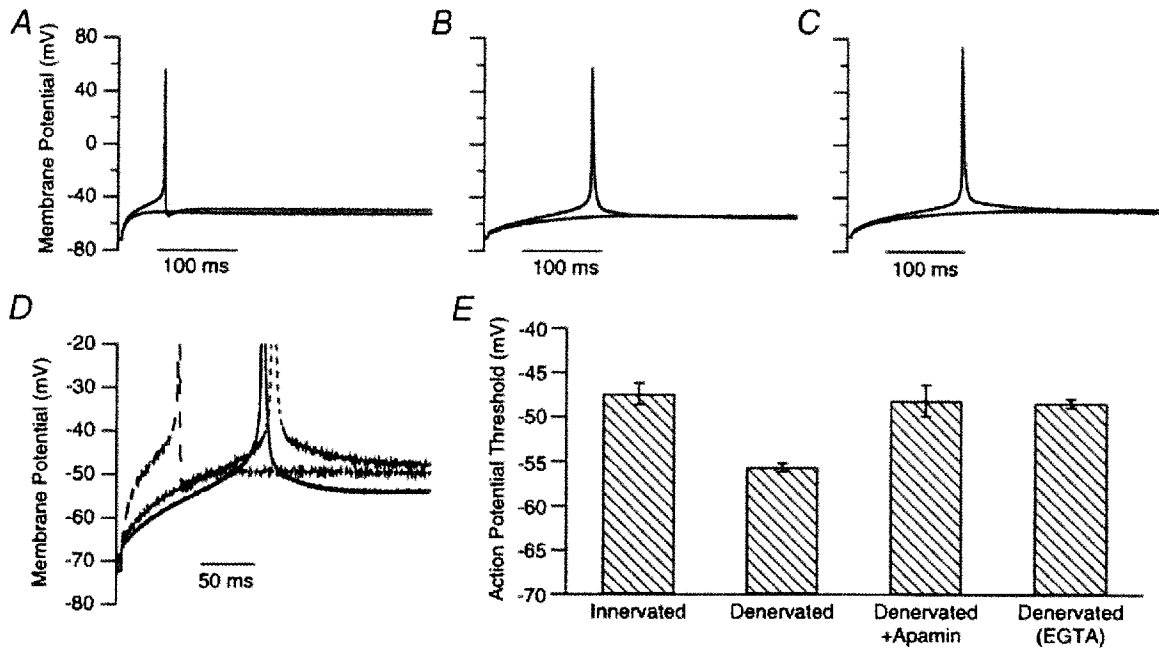 A
B
C
Membrane Potential (mV)
80
40
0
-40
-80
100 ms
100 ms
100 ms
D
E
Membrane Potential (mV)
-20
-30
-40
-50
-60
-70
-80
50 ms
Action Potential Threshold (mV)
-40
-45
-50
-55
-60
-65
-70
Innervated
Denervated
Denervated
+Apamin
Denervated
(EGTA)